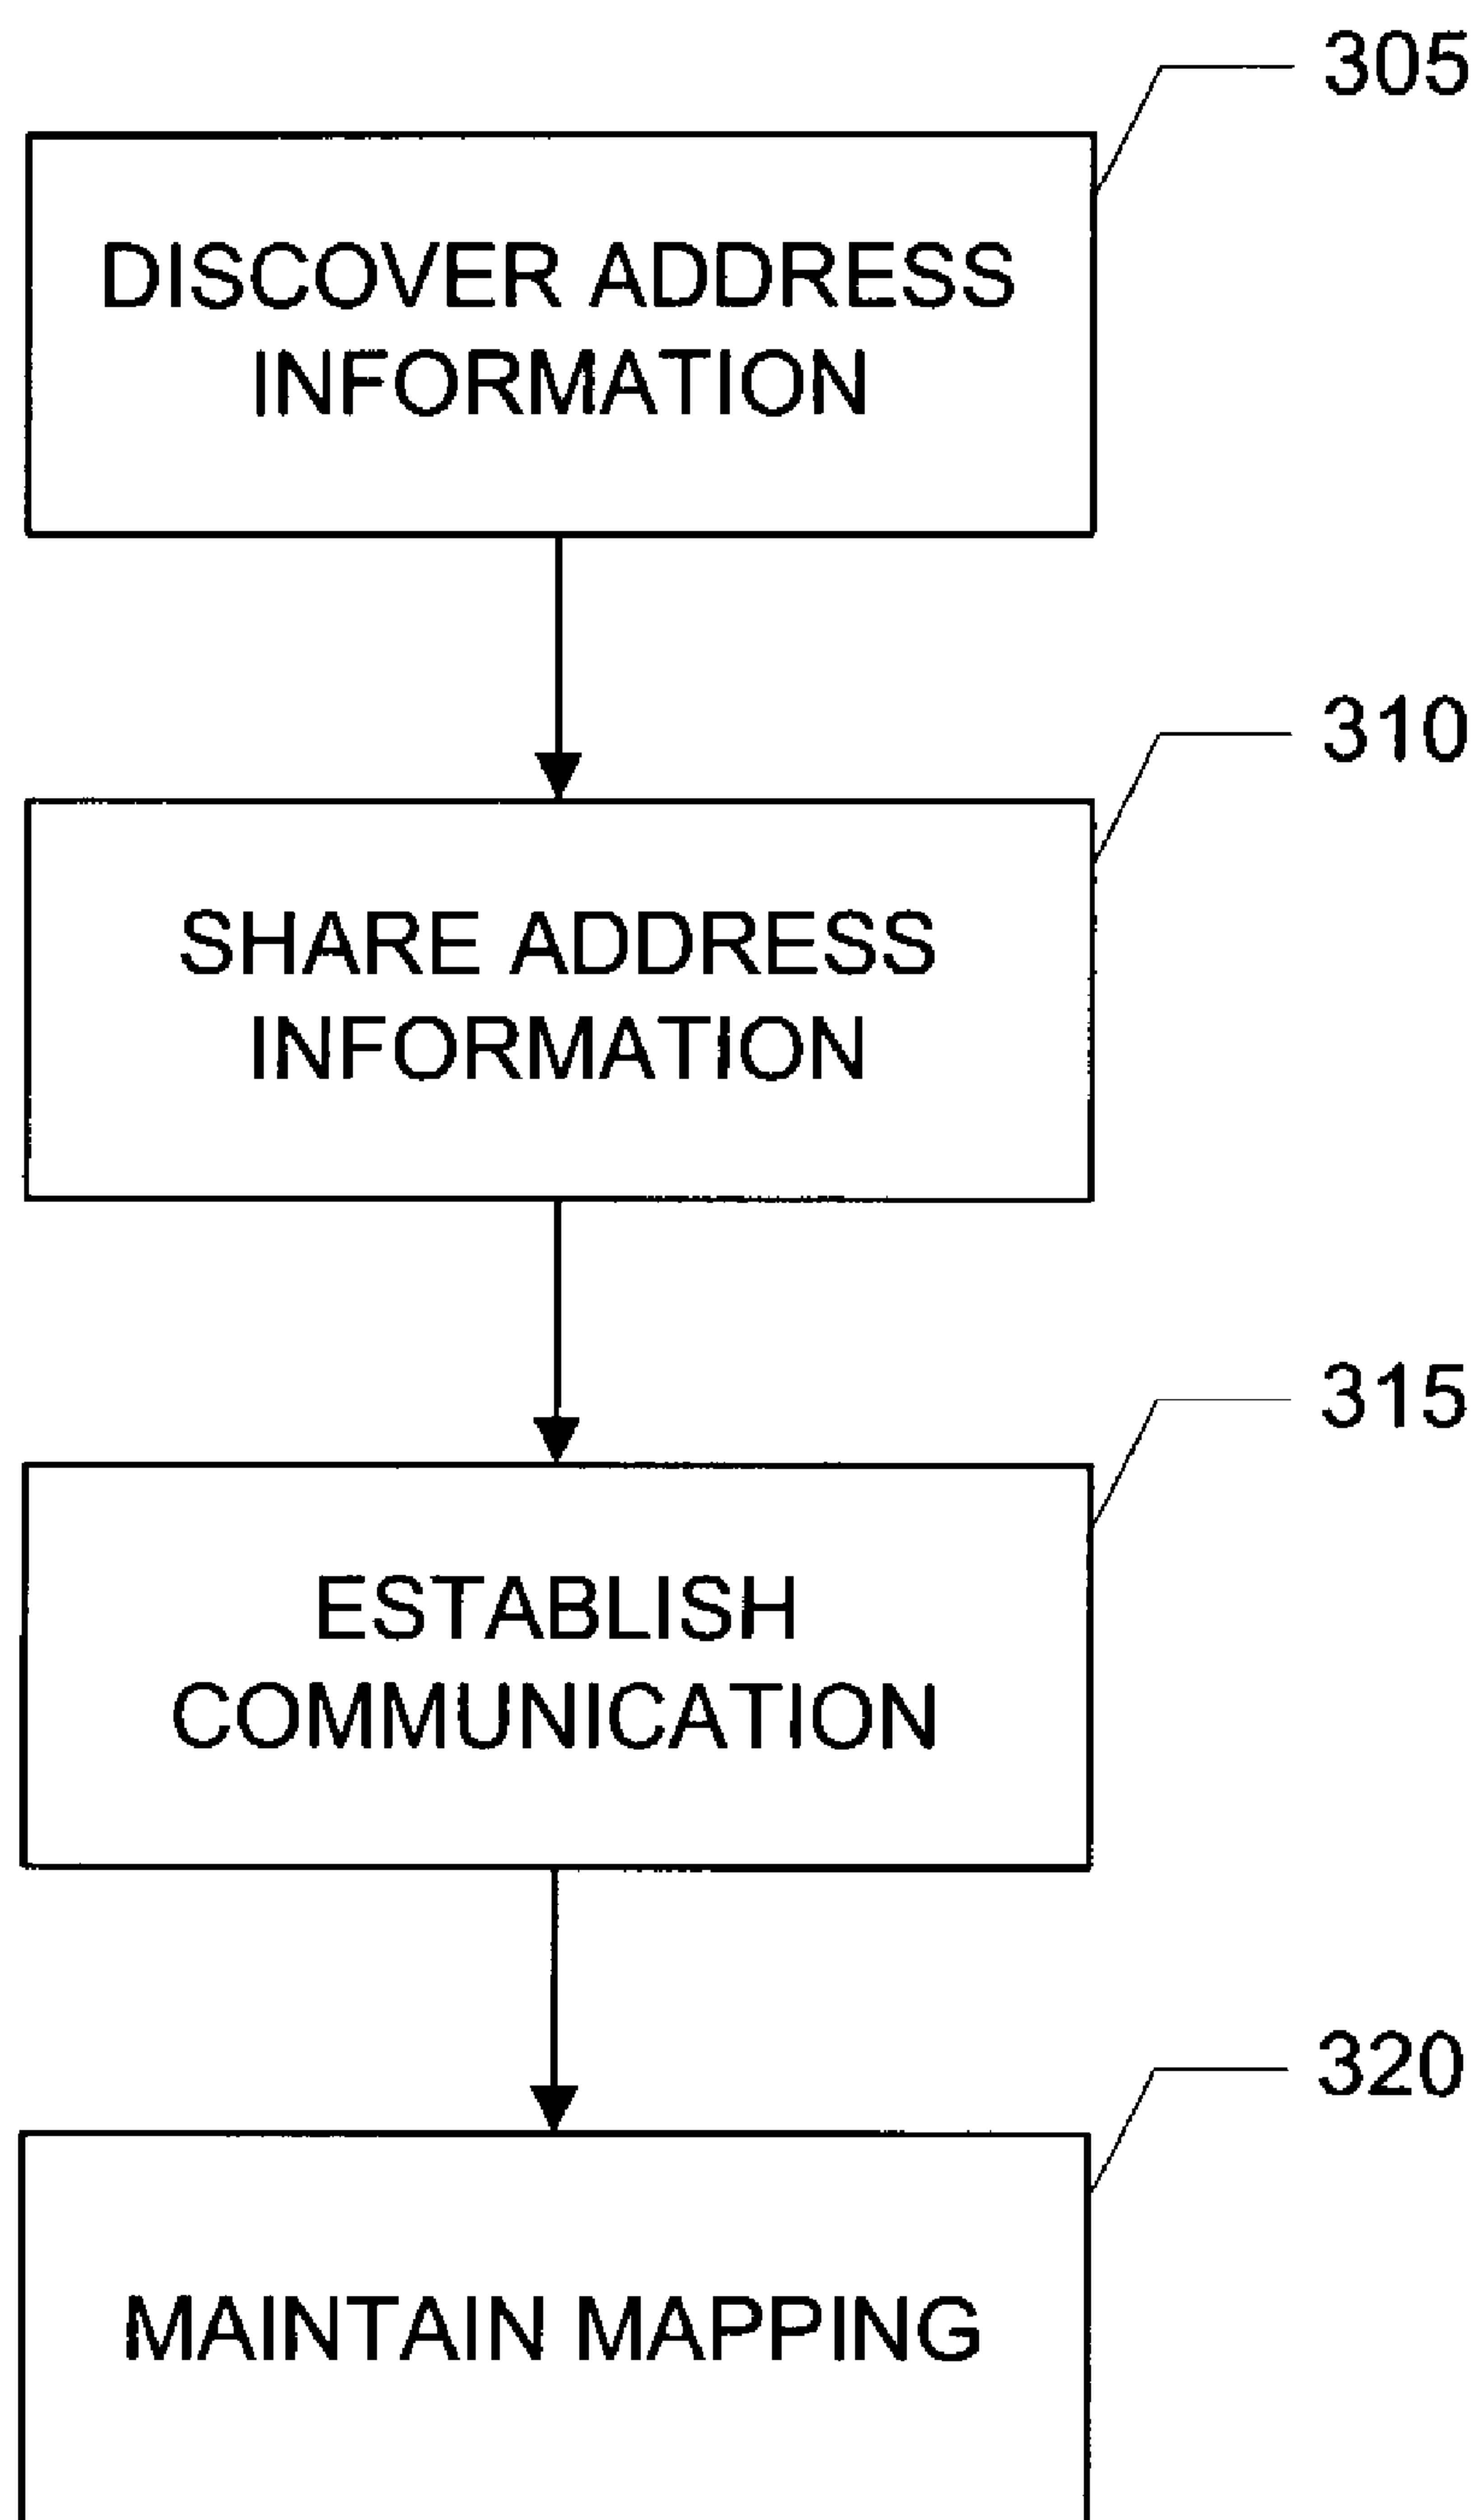 305
DISCOVER ADDRESS
INFORMATION
310
SHARE ADDRESS
INFORMATION
315
ESTABLISH
COMMUNICATION
320
MAINTAIN MAPPING